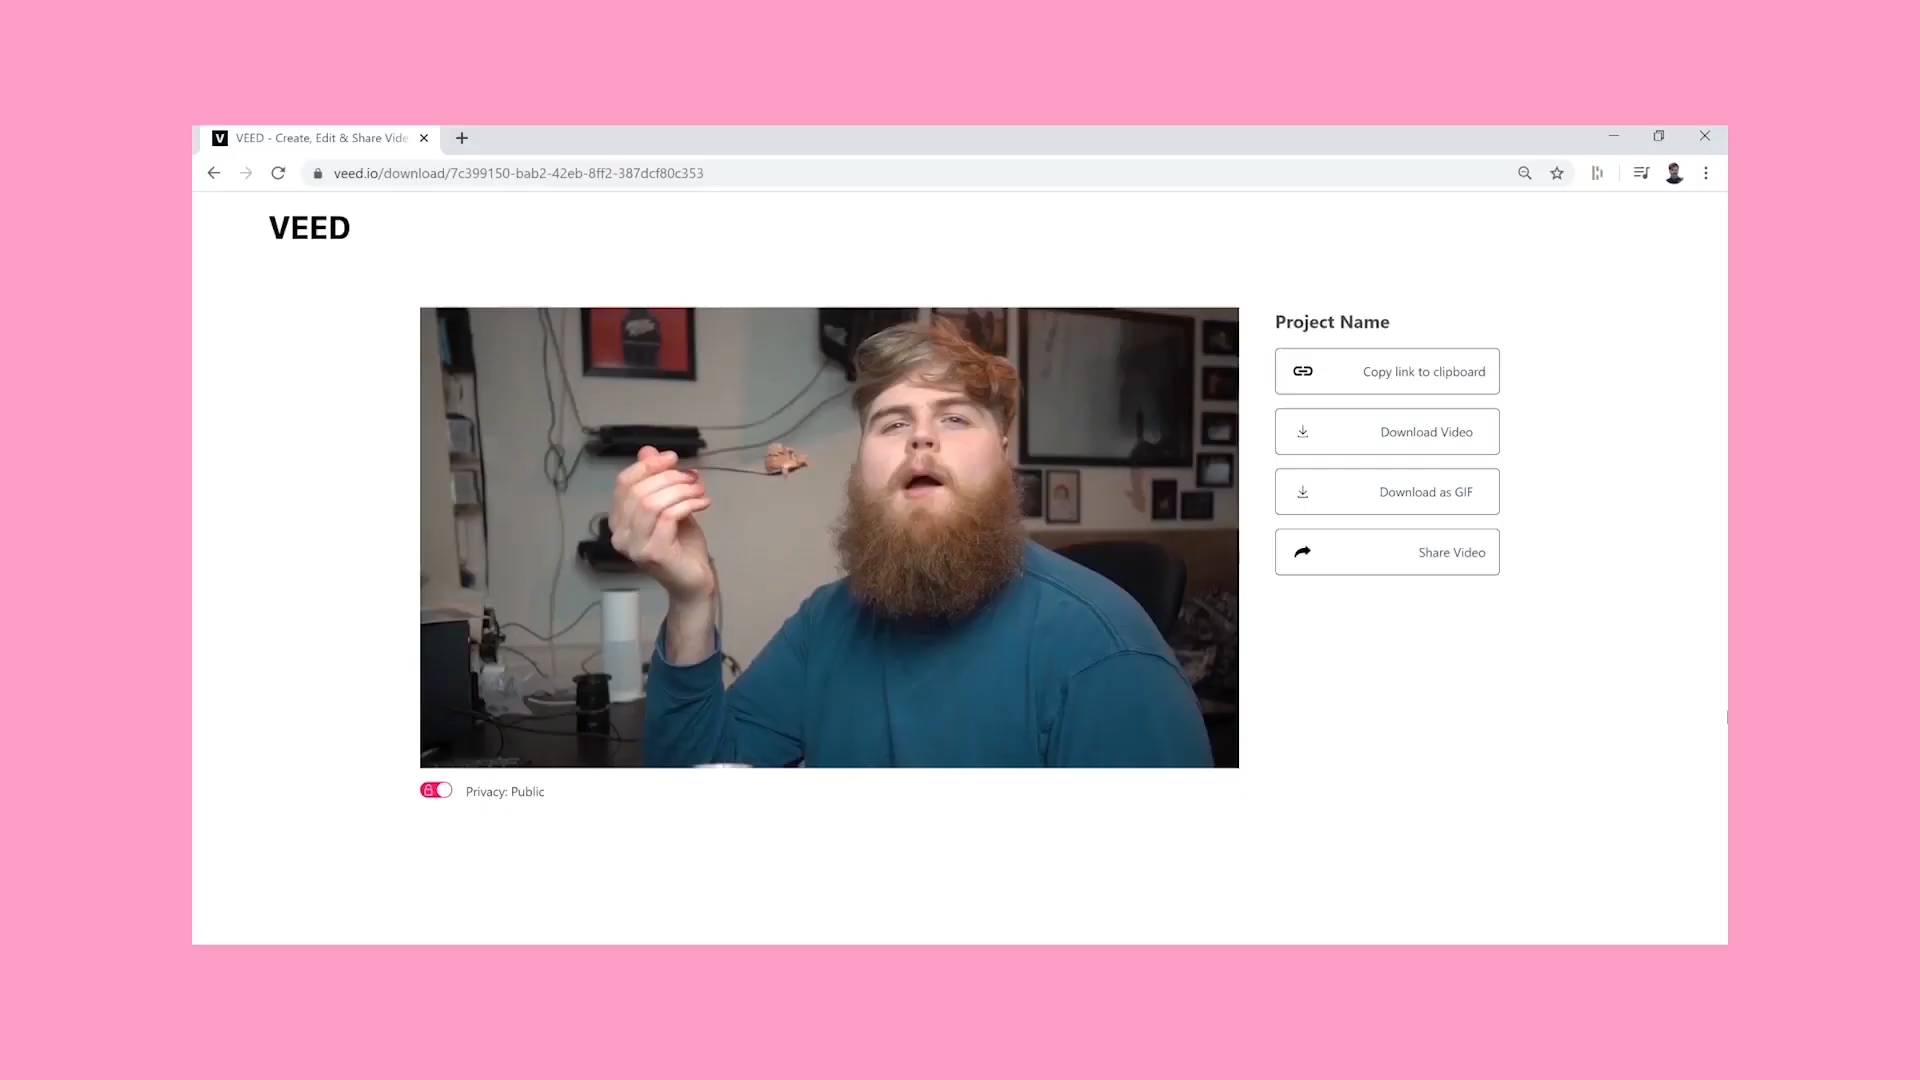 V VEED - Create, Edit & Share Vide
veed.io/download/7c399150-bab2-42eb-8ff2-387dcf80c353
VEED
Project Name
Copy link to clipboard
Download Video
Download as GIF
Share Video
Privacy: Public